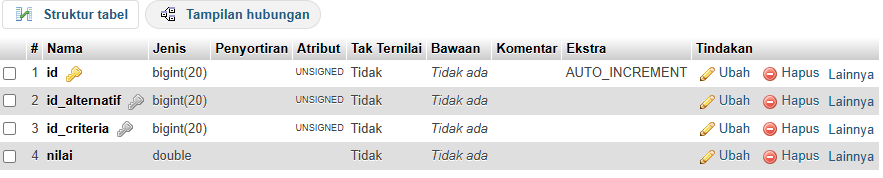 Struktur tabel Tampilan hubungan
# Nama Jenis Penyortiran Atribut Tak Ternilai Bawaan Komentar Ekstra Tindakan
1 id bigint(20) UNSIGNED Tidak Tidak ada AUTO_INCREMENT Ubah Hapus Lainnya
2 id_alternatif bigint(20) UNSIGNED Tidak Tidak ada Ubah Hapus Lainnya
3 id_criteria bigint(20) UNSIGNED Tidak Tidak ada Ubah Hapus Lainnya
4 nilai double Tidak Tidak ada Ubah Hapus Lainnya